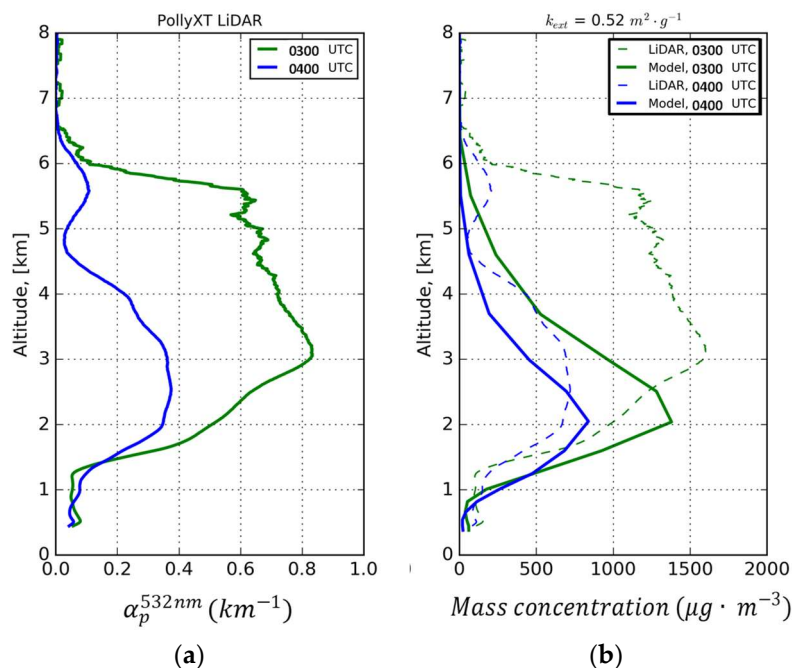 PollyXT LiDAR
0300 UTC
0400 UTC
8
7
6
5
4
3
2
1
0
Altitude, [km]
0.0 0.2 0.4 0.6 0.8 1.0
α_p^{532nm} (km^{−1})
(a)
k_{ext} = 0.52 m^2 · g^{−1}
LiDAR, 0300 UTC
Model, 0300 UTC
LiDAR, 0400 UTC
Model, 0400 UTC
8
7
6
5
4
3
2
1
0
Altitude, [km]
0 500 1000 1500 2000
Mass concentration (μg · m^{−3})
(b)